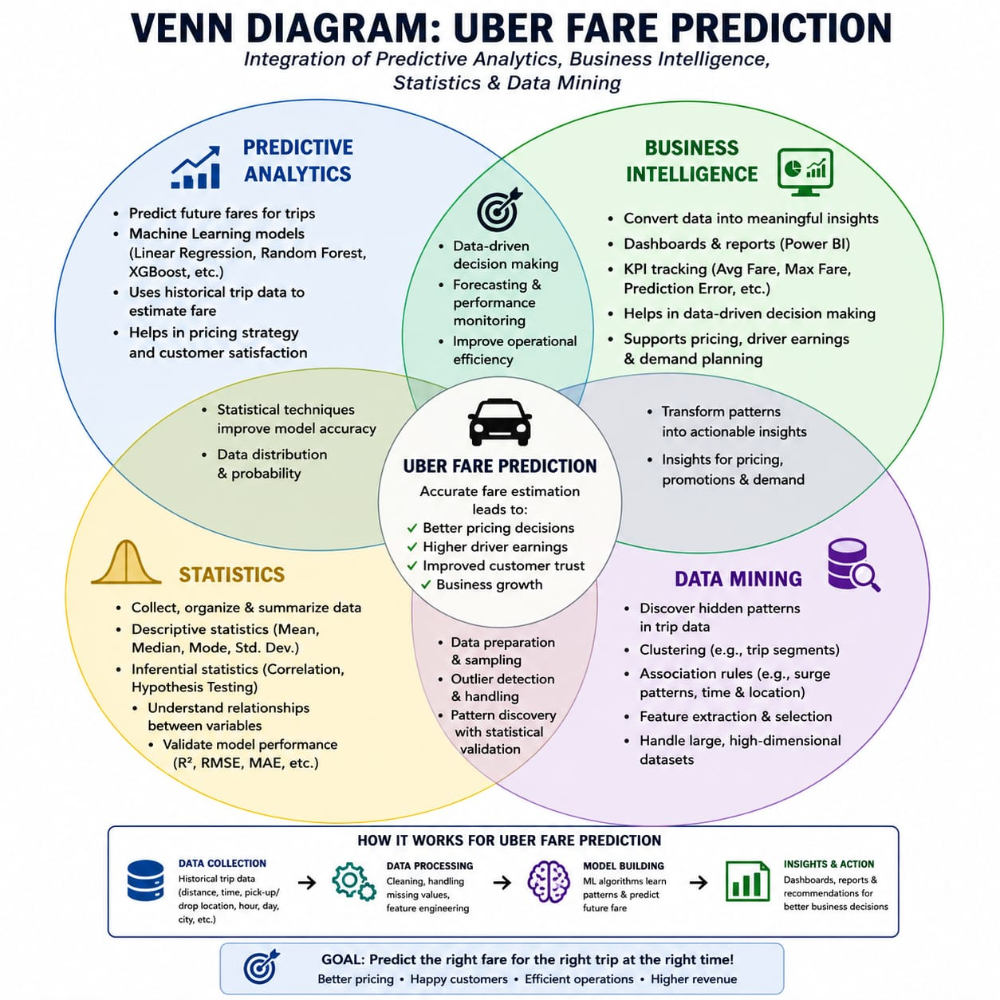 VENN DIAGRAM: UBER FARE PREDICTION
Integration of Predictive Analytics, Business Intelligence,
Statistics & Data Mining
PREDICTIVE
ANALYTICS
• Predict future fares for trips
• Machine Learning models
(Linear Regression, Random Forest,
XGBoost, etc.)
• Uses historical trip data to
estimate fare
• Helps in pricing strategy
and customer satisfaction
• Data-driven
decision making
• Forecasting &
performance
monitoring
• Improve operational
efficiency
BUSINESS
INTELLIGENCE
• Convert data into meaningful insights
• Dashboards & reports (Power BI)
• KPI tracking (Avg Fare, Max Fare,
Prediction Error, etc.)
• Helps in data-driven decision making
• Supports pricing, driver earnings
& demand planning
• Statistical techniques
improve model accuracy
• Data distribution
& probability
UBER FARE PREDICTION
Accurate fare estimation
leads to:
✓ Better pricing decisions
✓ Higher driver earnings
✓ Improved customer trust
✓ Business growth
• Transform patterns
into actionable insights
• Insights for pricing,
promotions & demand
STATISTICS
• Collect, organize & summarize data
• Descriptive statistics (Mean,
Median, Mode, Std. Dev.)
• Inferential statistics (Correlation,
Hypothesis Testing)
• Understand relationships
between variables
• Validate model performance
(R², RMSE, MAE, etc.)
• Data preparation
& sampling
• Outlier detection
& handling
• Pattern discovery
with statistical
validation
DATA MINING
• Discover hidden patterns
in trip data
• Clustering (e.g., trip segments)
• Association rules (e.g., surge
patterns, time & location)
• Feature extraction & selection
• Handle large, high-dimensional
datasets
HOW IT WORKS FOR UBER FARE PREDICTION
DATA COLLECTION
Historical trip data
(distance, time, pick-up/
drop location, hour, day,
city, etc.)
DATA PROCESSING
Cleaning, handling
missing values,
feature engineering
MODEL BUILDING
ML algorithms learn
patterns & predict
future fare
INSIGHTS & ACTION
Dashboards, reports &
recommendations for
better business decisions
GOAL: Predict the right fare for the right trip at the right time!
Better pricing • Happy customers • Efficient operations • Higher revenue